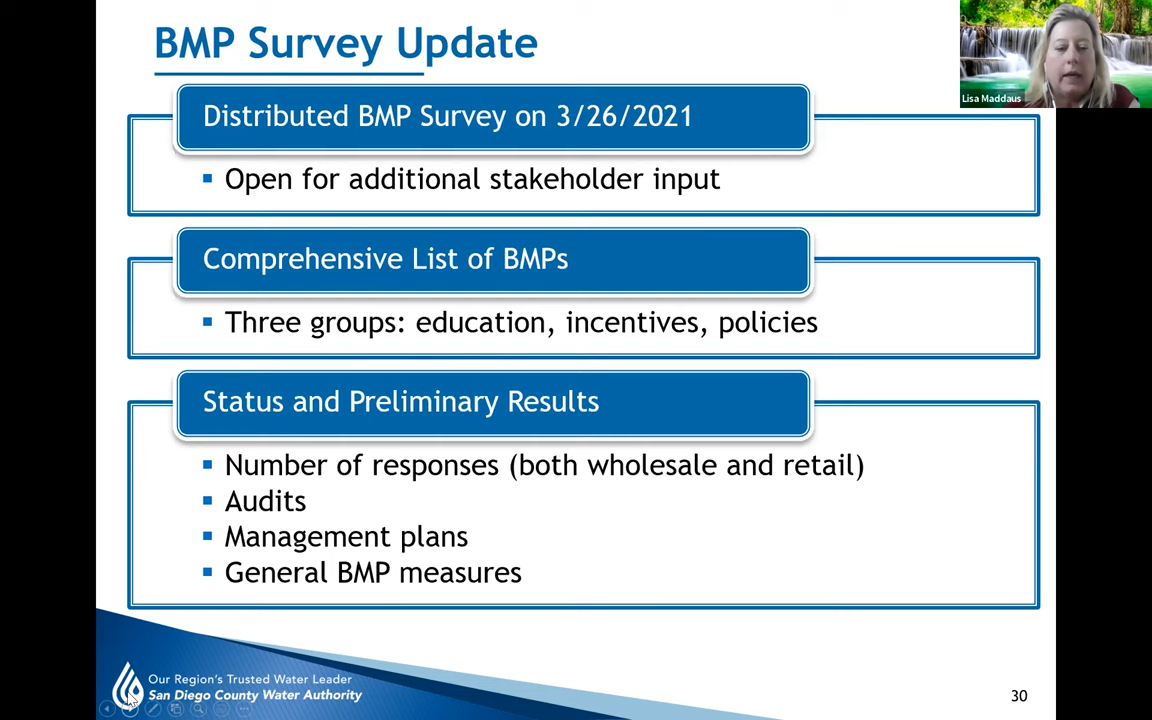 BMP Survey Update
Lisa Maddaus
Distributed BMP Survey on 3/26/2021
▪ Open for additional stakeholder input
Comprehensive List of BMPs
▪ Three groups: education, incentives, policies
Status and Preliminary Results
▪ Number of responses (both wholesale and retail)
▪ Audits
▪ Management plans
▪ General BMP measures
Our Region's Trusted Water Leader
San Diego County Water Authority
30